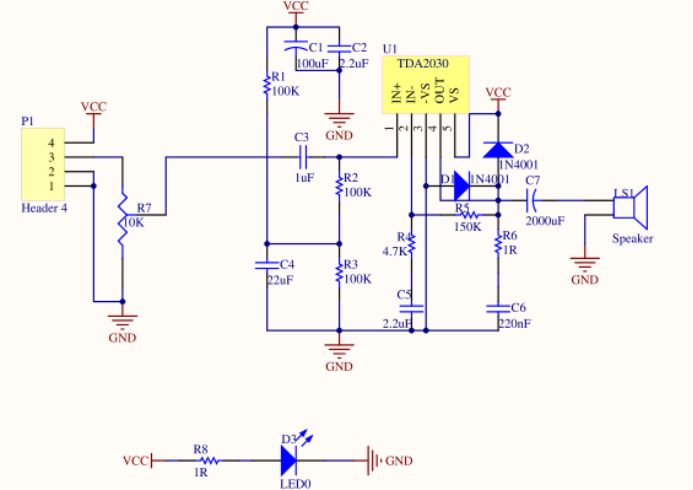 VCC
C1
100uF
C2
2.2uF
U1
TDA2030
IN+
IN-
-VS
OUT
VS
1
2
3
4
5
R1
100K
GND
VCC
P1
VCC
4
3
2
1
Header 4
R7
10K
GND
C3
1uF
R2
100K
D2
1N4001
D1
1N4001
C7
2000uF
LS1
Speaker
GND
R5
150K
R4
4.7K
R6
1R
C4
22uF
R3
100K
C5
2.2uF
C6
220nF
GND
VCC
R8
1R
D3
LED0
GND